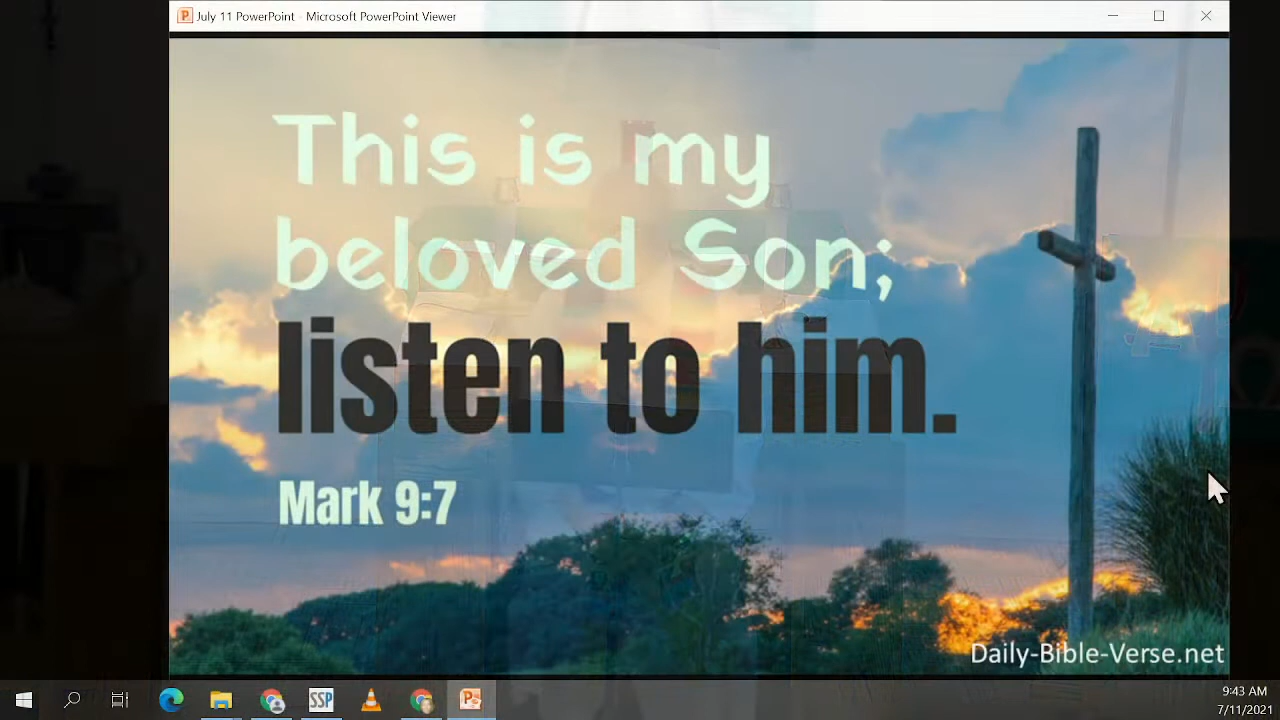 July 11 PowerPoint - Microsoft PowerPoint Viewer
This is my
beloved Son;
listen to him.
Mark 9:7
Daily-Bible-Verse.net
SSP
9:43 AM
7/11/2021